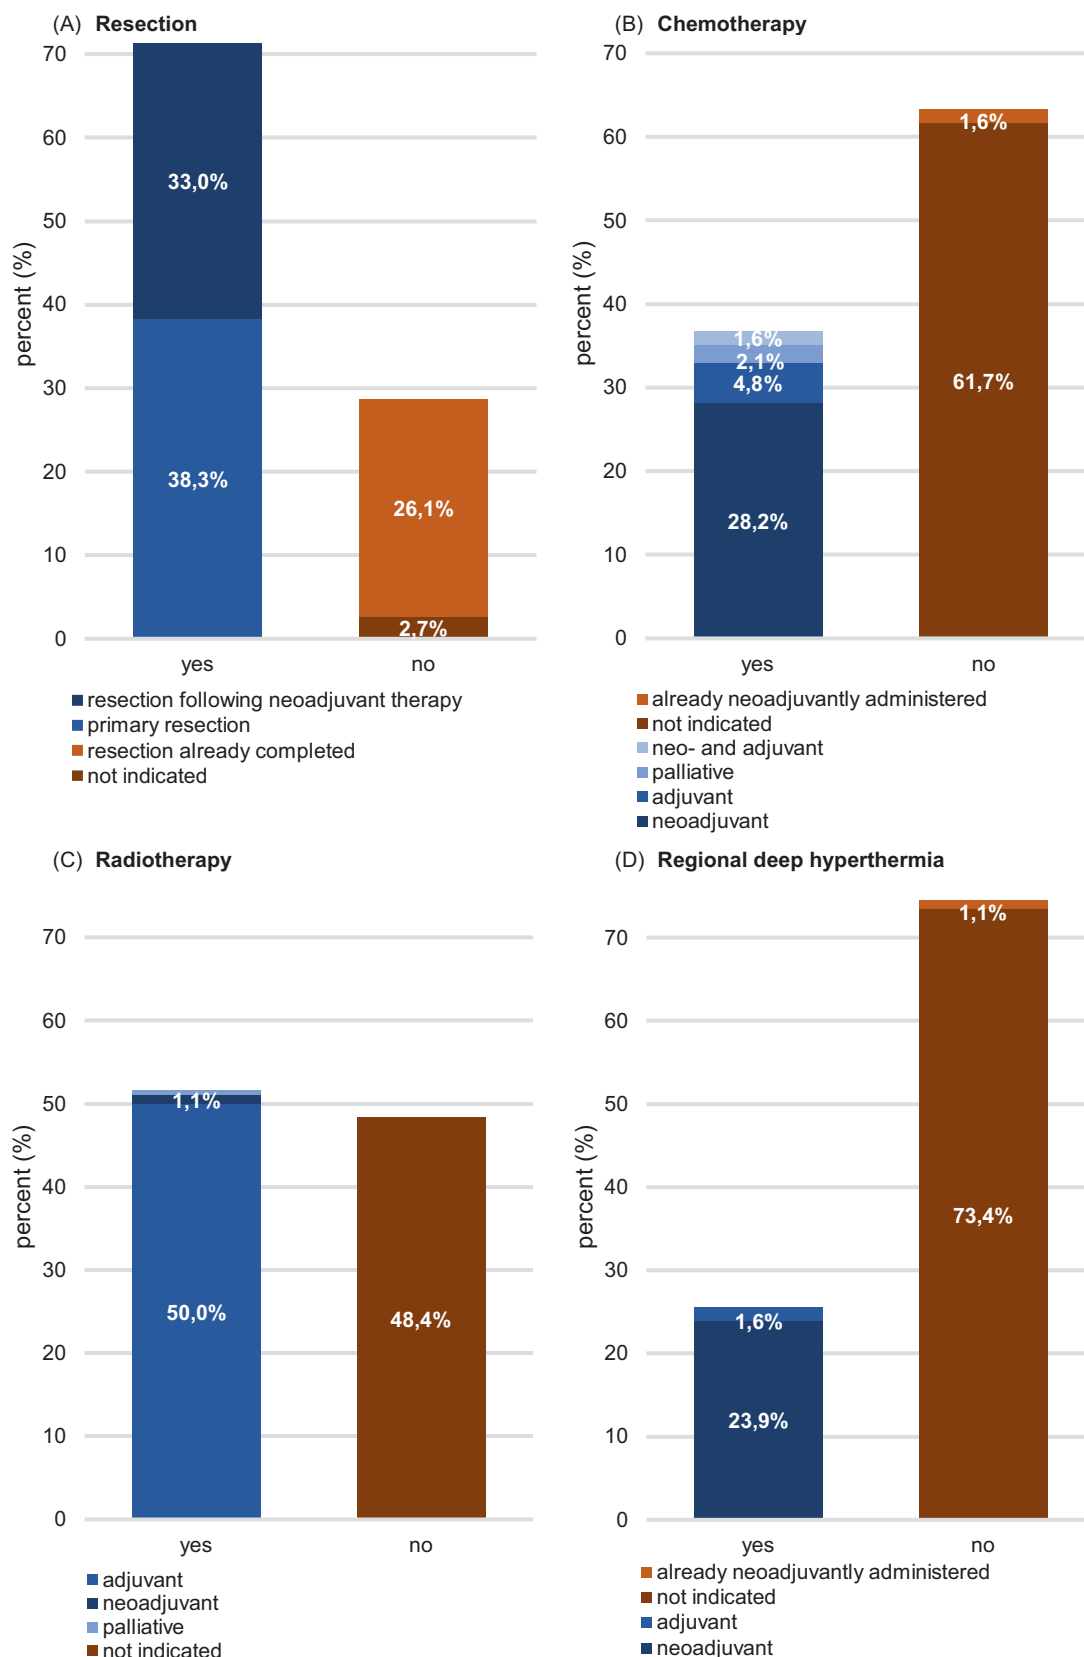 (A) Resection
70
60
50
40
30
20
10
0
percent (%)
33,0%
38,3%
26,1%
2,7%
yes
no
resection following neoadjuvant therapy
primary resection
resection already completed
not indicated
(B) Chemotherapy
70
60
50
40
30
20
10
0
percent (%)
1,6%
2,1%
4,8%
28,2%
1,6%
61,7%
yes
no
already neoadjuvantly administered
not indicated
neo- and adjuvant
palliative
adjuvant
neoadjuvant
(C) Radiotherapy
70
60
50
40
30
20
10
0
percent (%)
1,1%
50,0%
48,4%
yes
no
adjuvant
neoadjuvant
palliative
not indicated
(D) Regional deep hyperthermia
70
60
50
40
30
20
10
0
percent (%)
1,6%
23,9%
1,1%
73,4%
yes
no
already neoadjuvantly administered
not indicated
adjuvant
neoadjuvant